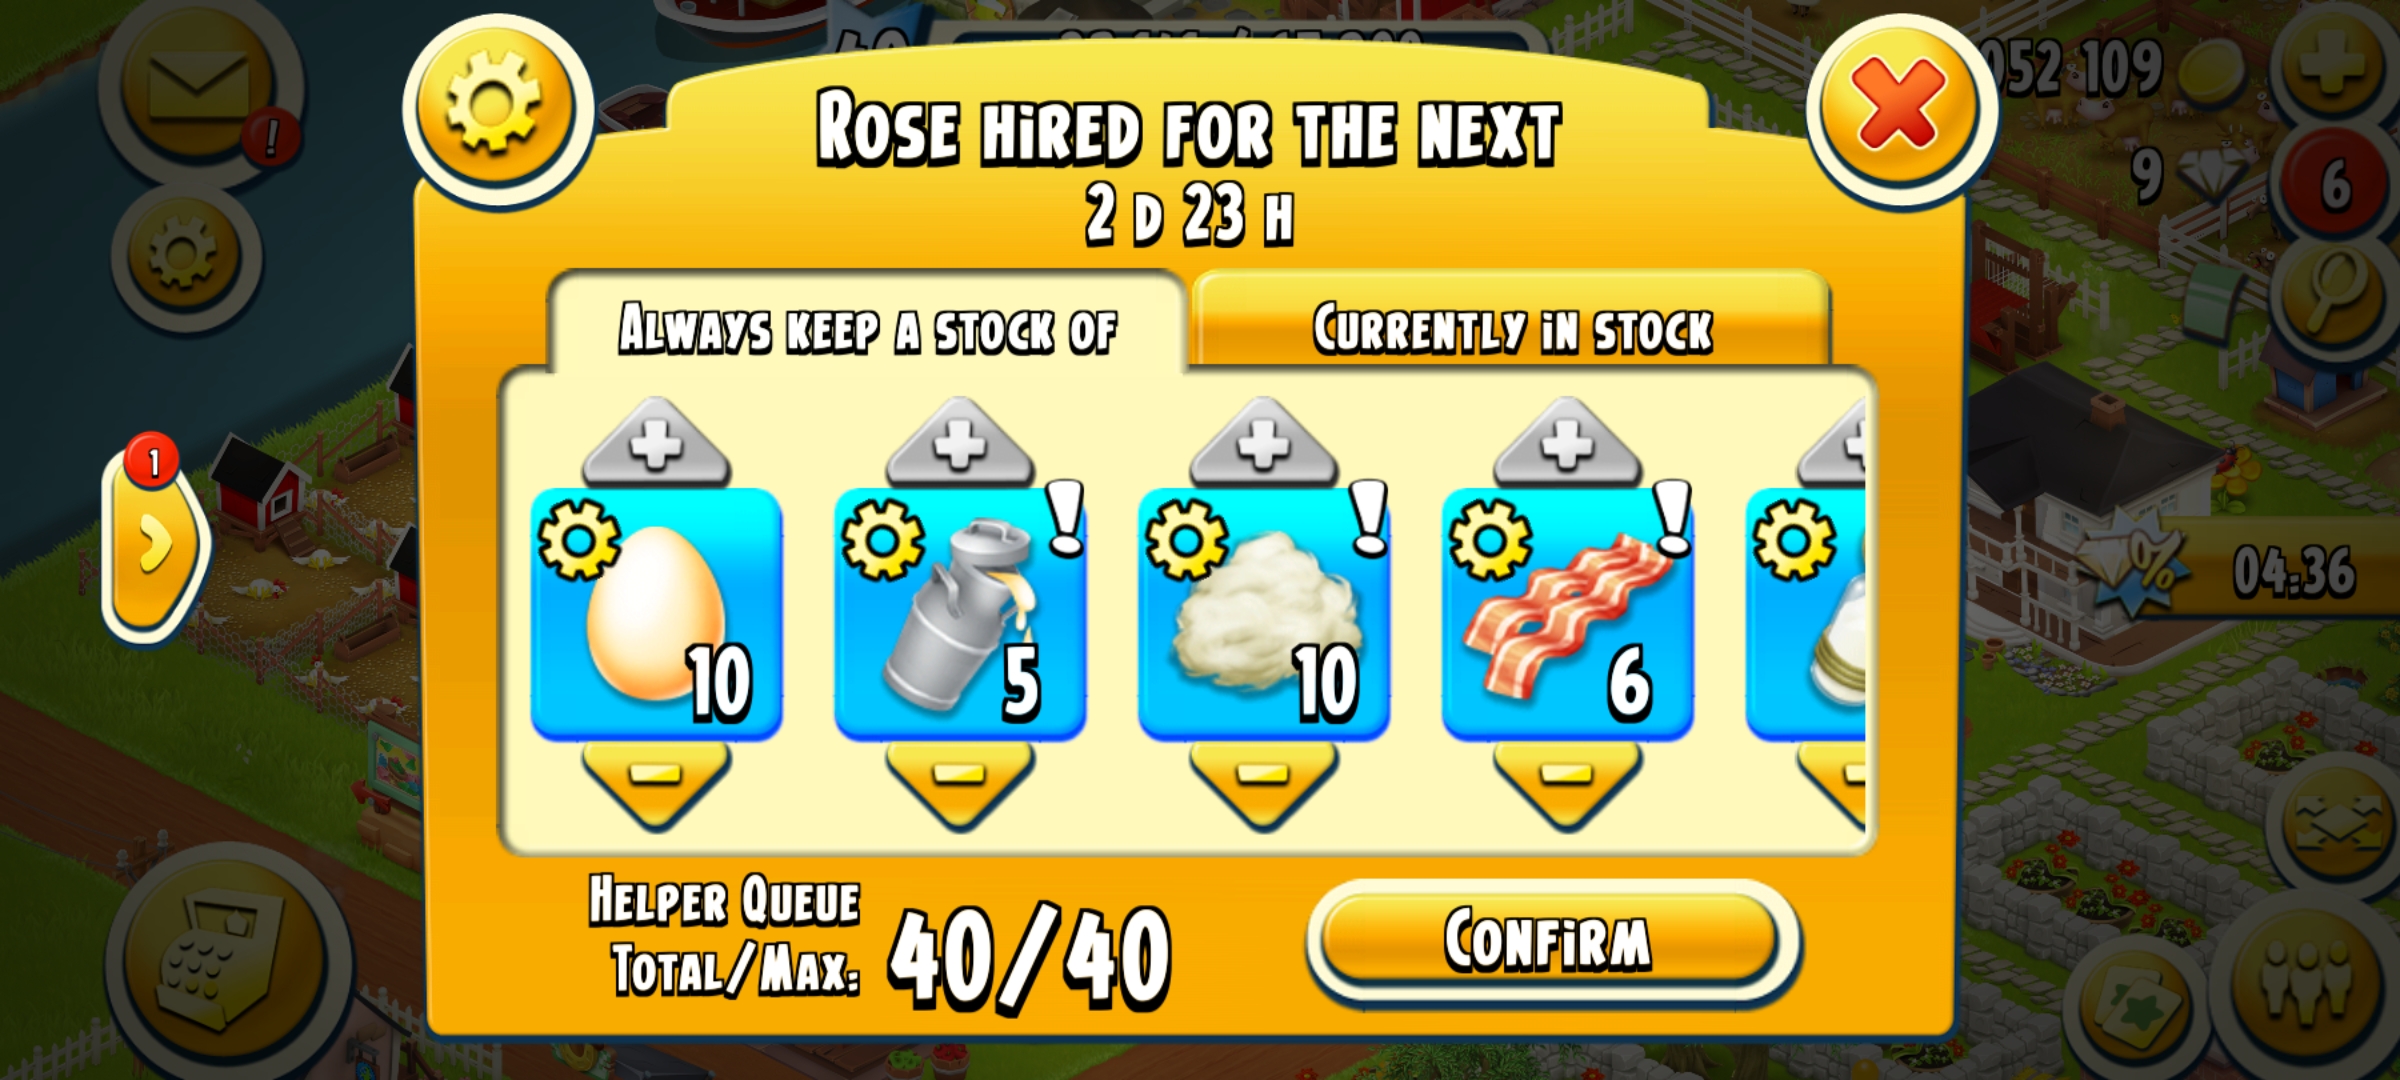 ROSE HIRED FOR THE NEXT
2 D 23 H
052 109
9
6
!
ALWAYS KEEP A STOCK OF
CURRENTLY IN STOCK
1
!
!
!
10
5
10
6
%
04:36
HELPER QUEUE
TOTAL/MAX:
40/40
CONFIRM